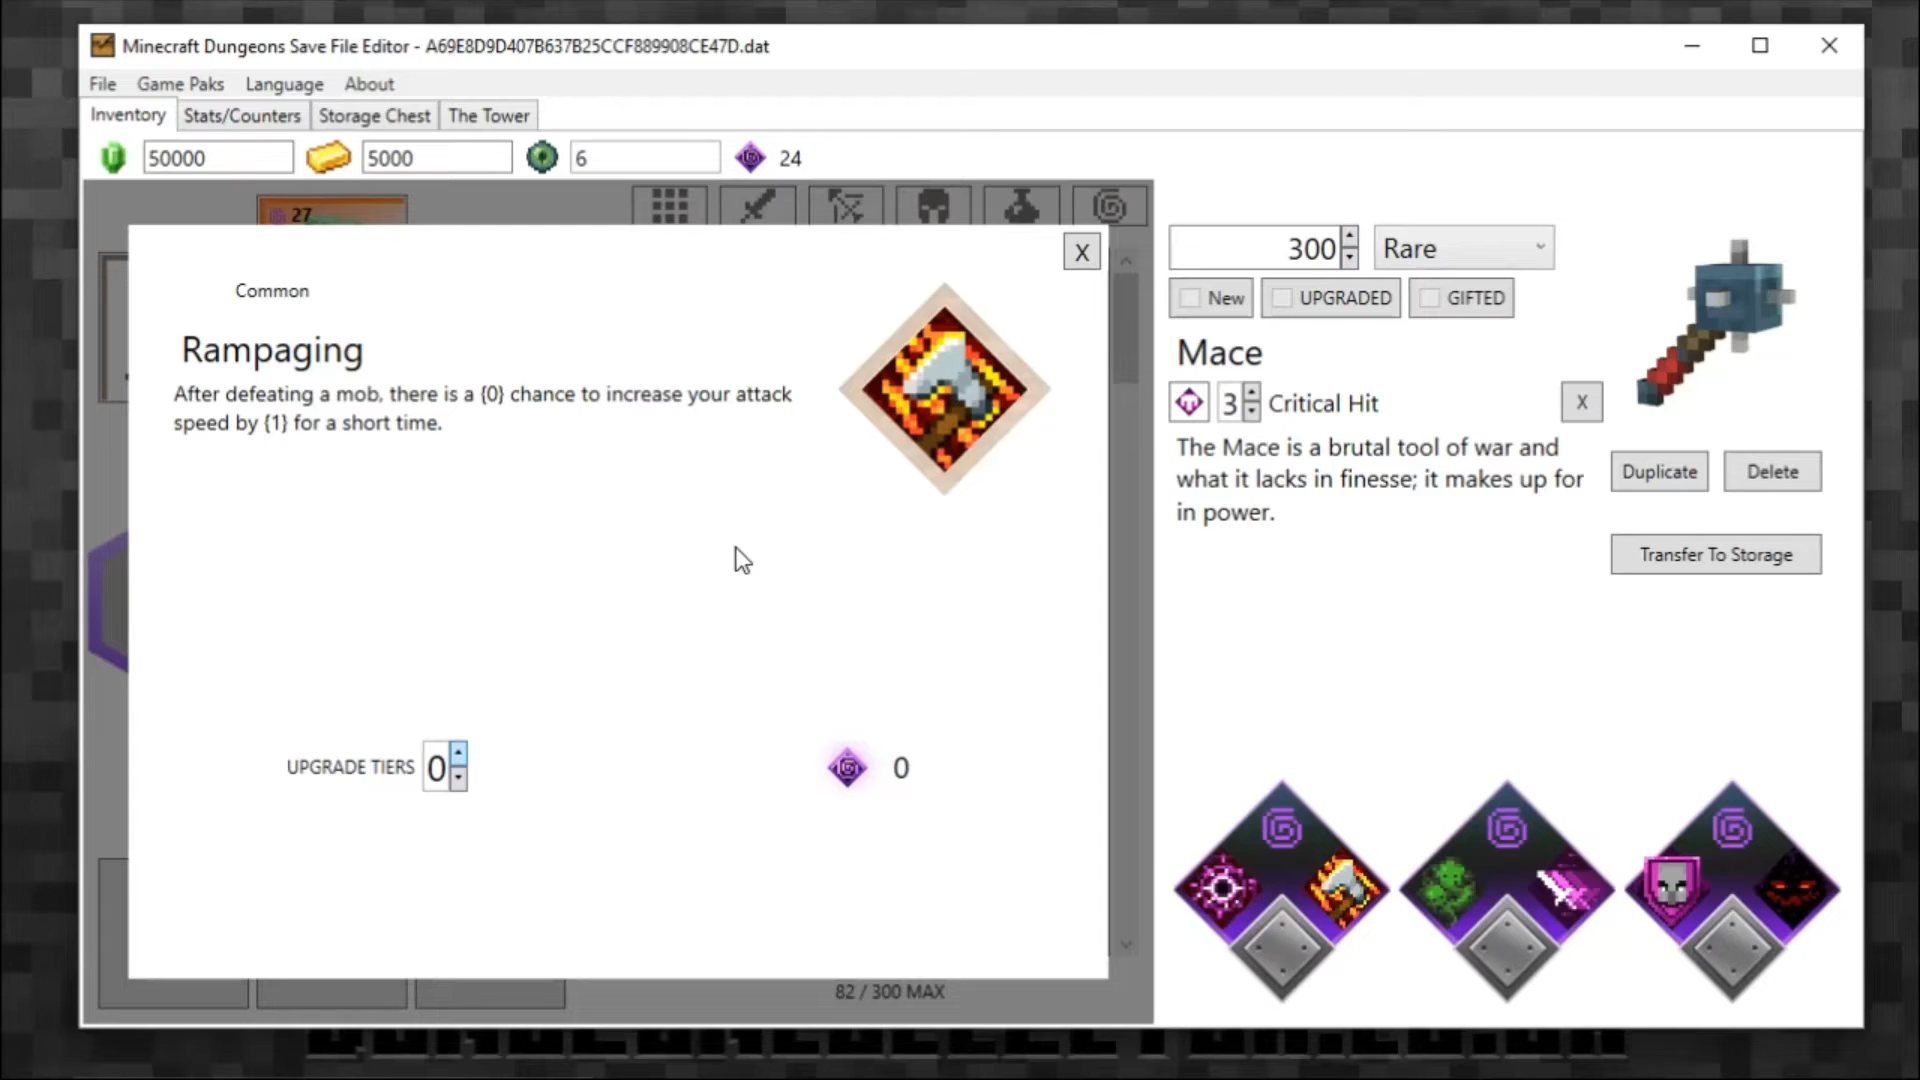 Minecraft Dungeons Save File Editor - A69E8D9D407B637B25CCF889908CE47D.dat
File Game Paks Language About
Inventory Stats/Counters Storage Chest The Tower
50000 5000 6 24
27
X
300 Rare
Common
New UPGRADED GIFTED
Rampaging
Mace
After defeating a mob, there is a {0} chance to increase your attack
speed by {1} for a short time.
3 Critical Hit X
The Mace is a brutal tool of war and
what it lacks in finesse; it makes up for
in power.
Duplicate Delete
Transfer To Storage
UPGRADE TIERS 0 0
82 / 300 MAX